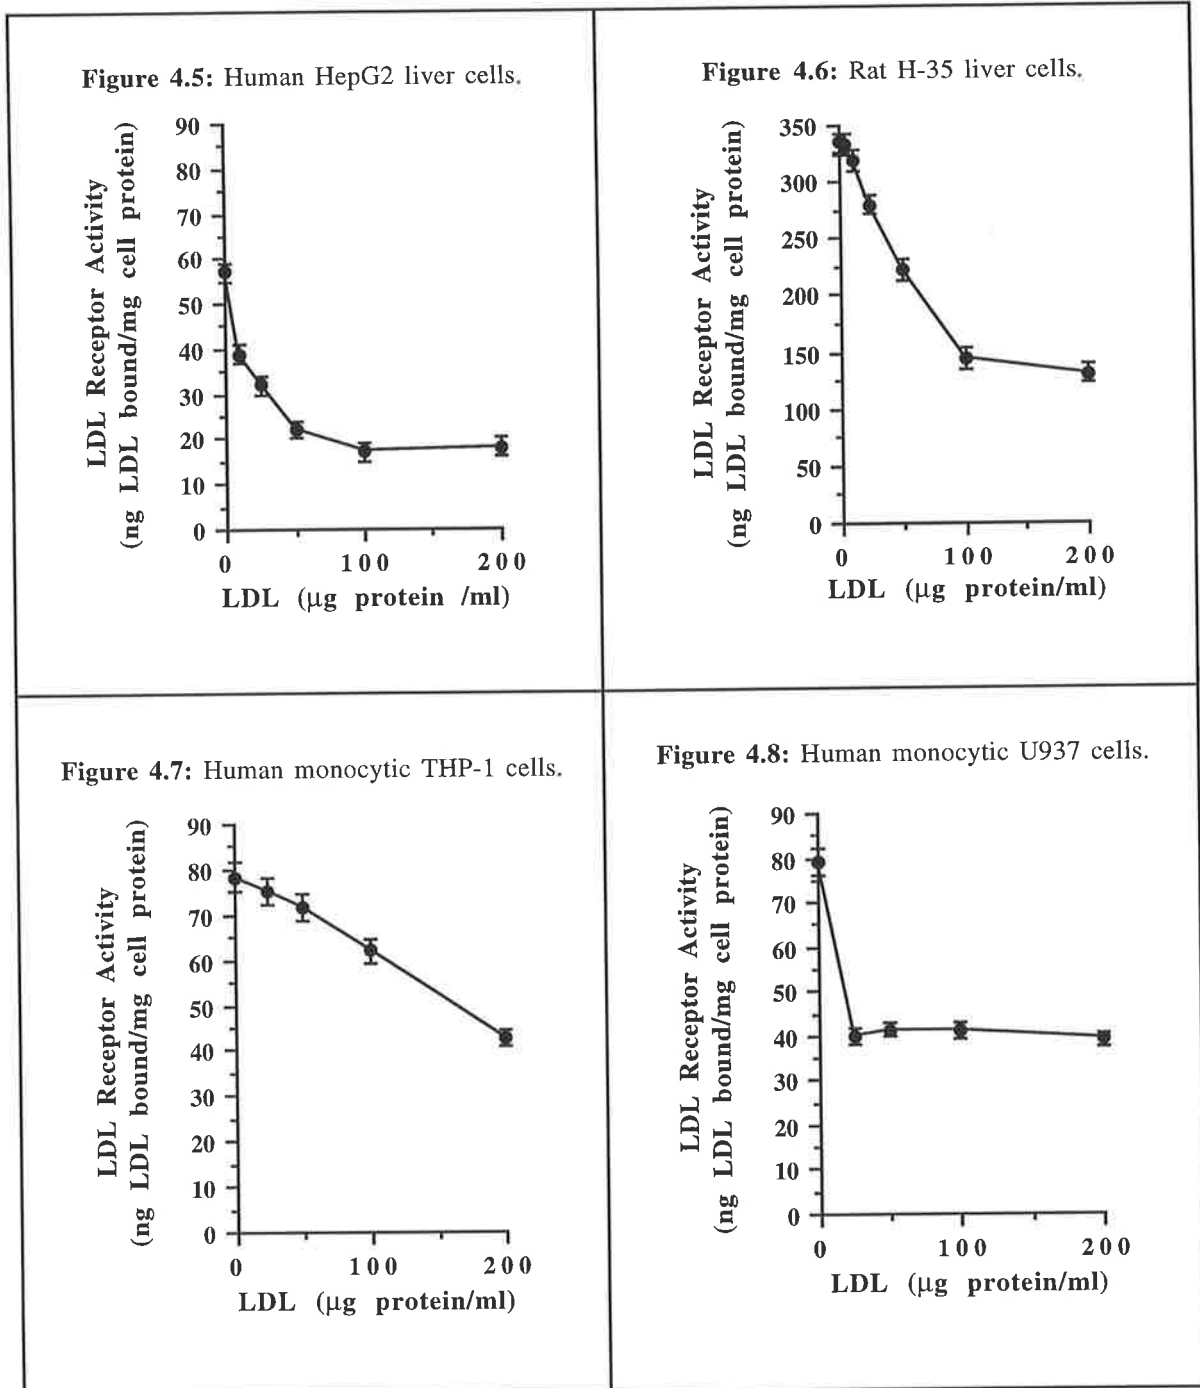 Figure 4.5: Human HepG2 liver cells.
90
80
70
60
50
40
30
20
10
0
LDL Receptor Activity
(ng LDL bound/mg cell protein)
0 100 200
LDL (µg protein /ml)
Figure 4.6: Rat H-35 liver cells.
350
300
250
200
150
100
50
0
LDL Receptor Activity
(ng LDL bound/mg cell protein)
0 100 200
LDL (µg protein/ml)
Figure 4.7: Human monocytic THP-1 cells.
90
80
70
60
50
40
30
20
10
0
LDL Receptor Activity
(ng LDL bound/mg cell protein)
0 100 200
LDL (µg protein/ml)
Figure 4.8: Human monocytic U937 cells.
90
80
70
60
50
40
30
20
10
0
LDL Receptor Activity
(ng LDL bound/mg cell protein)
0 100 200
LDL (µg protein/ml)